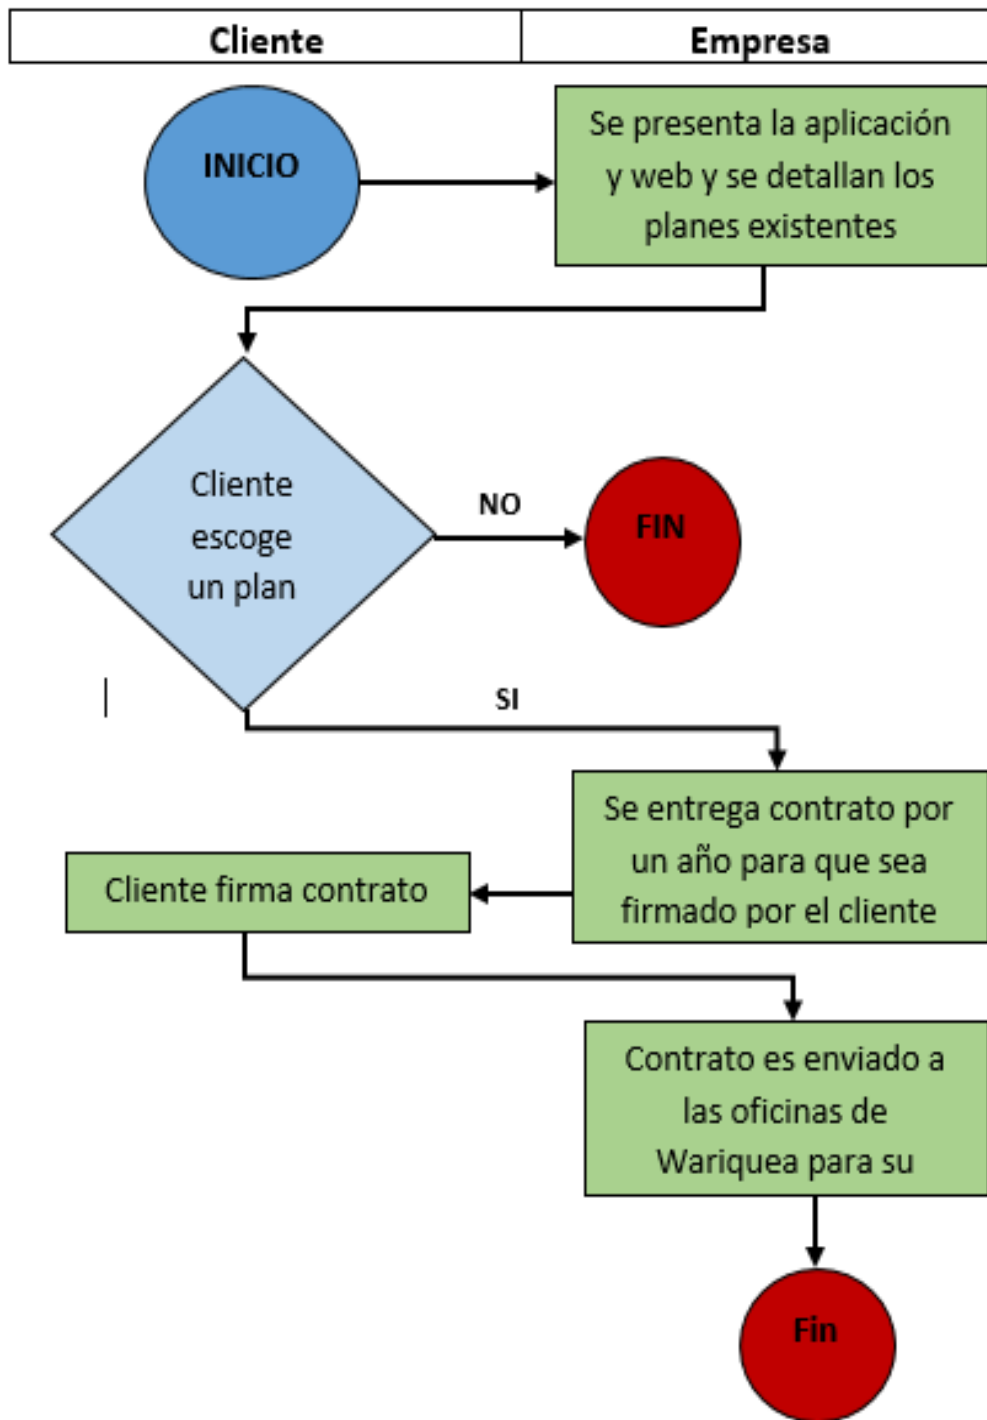 Cliente
Empresa
INICIO
Se presenta la aplicación
y web y se detallan los
planes existentes
Cliente
escoge
un plan
NO
FIN
SI
Se entrega contrato por
un año para que sea
firmado por el cliente
Cliente firma contrato
Contrato es enviado a
las oficinas de
Wariquea para su
Fin